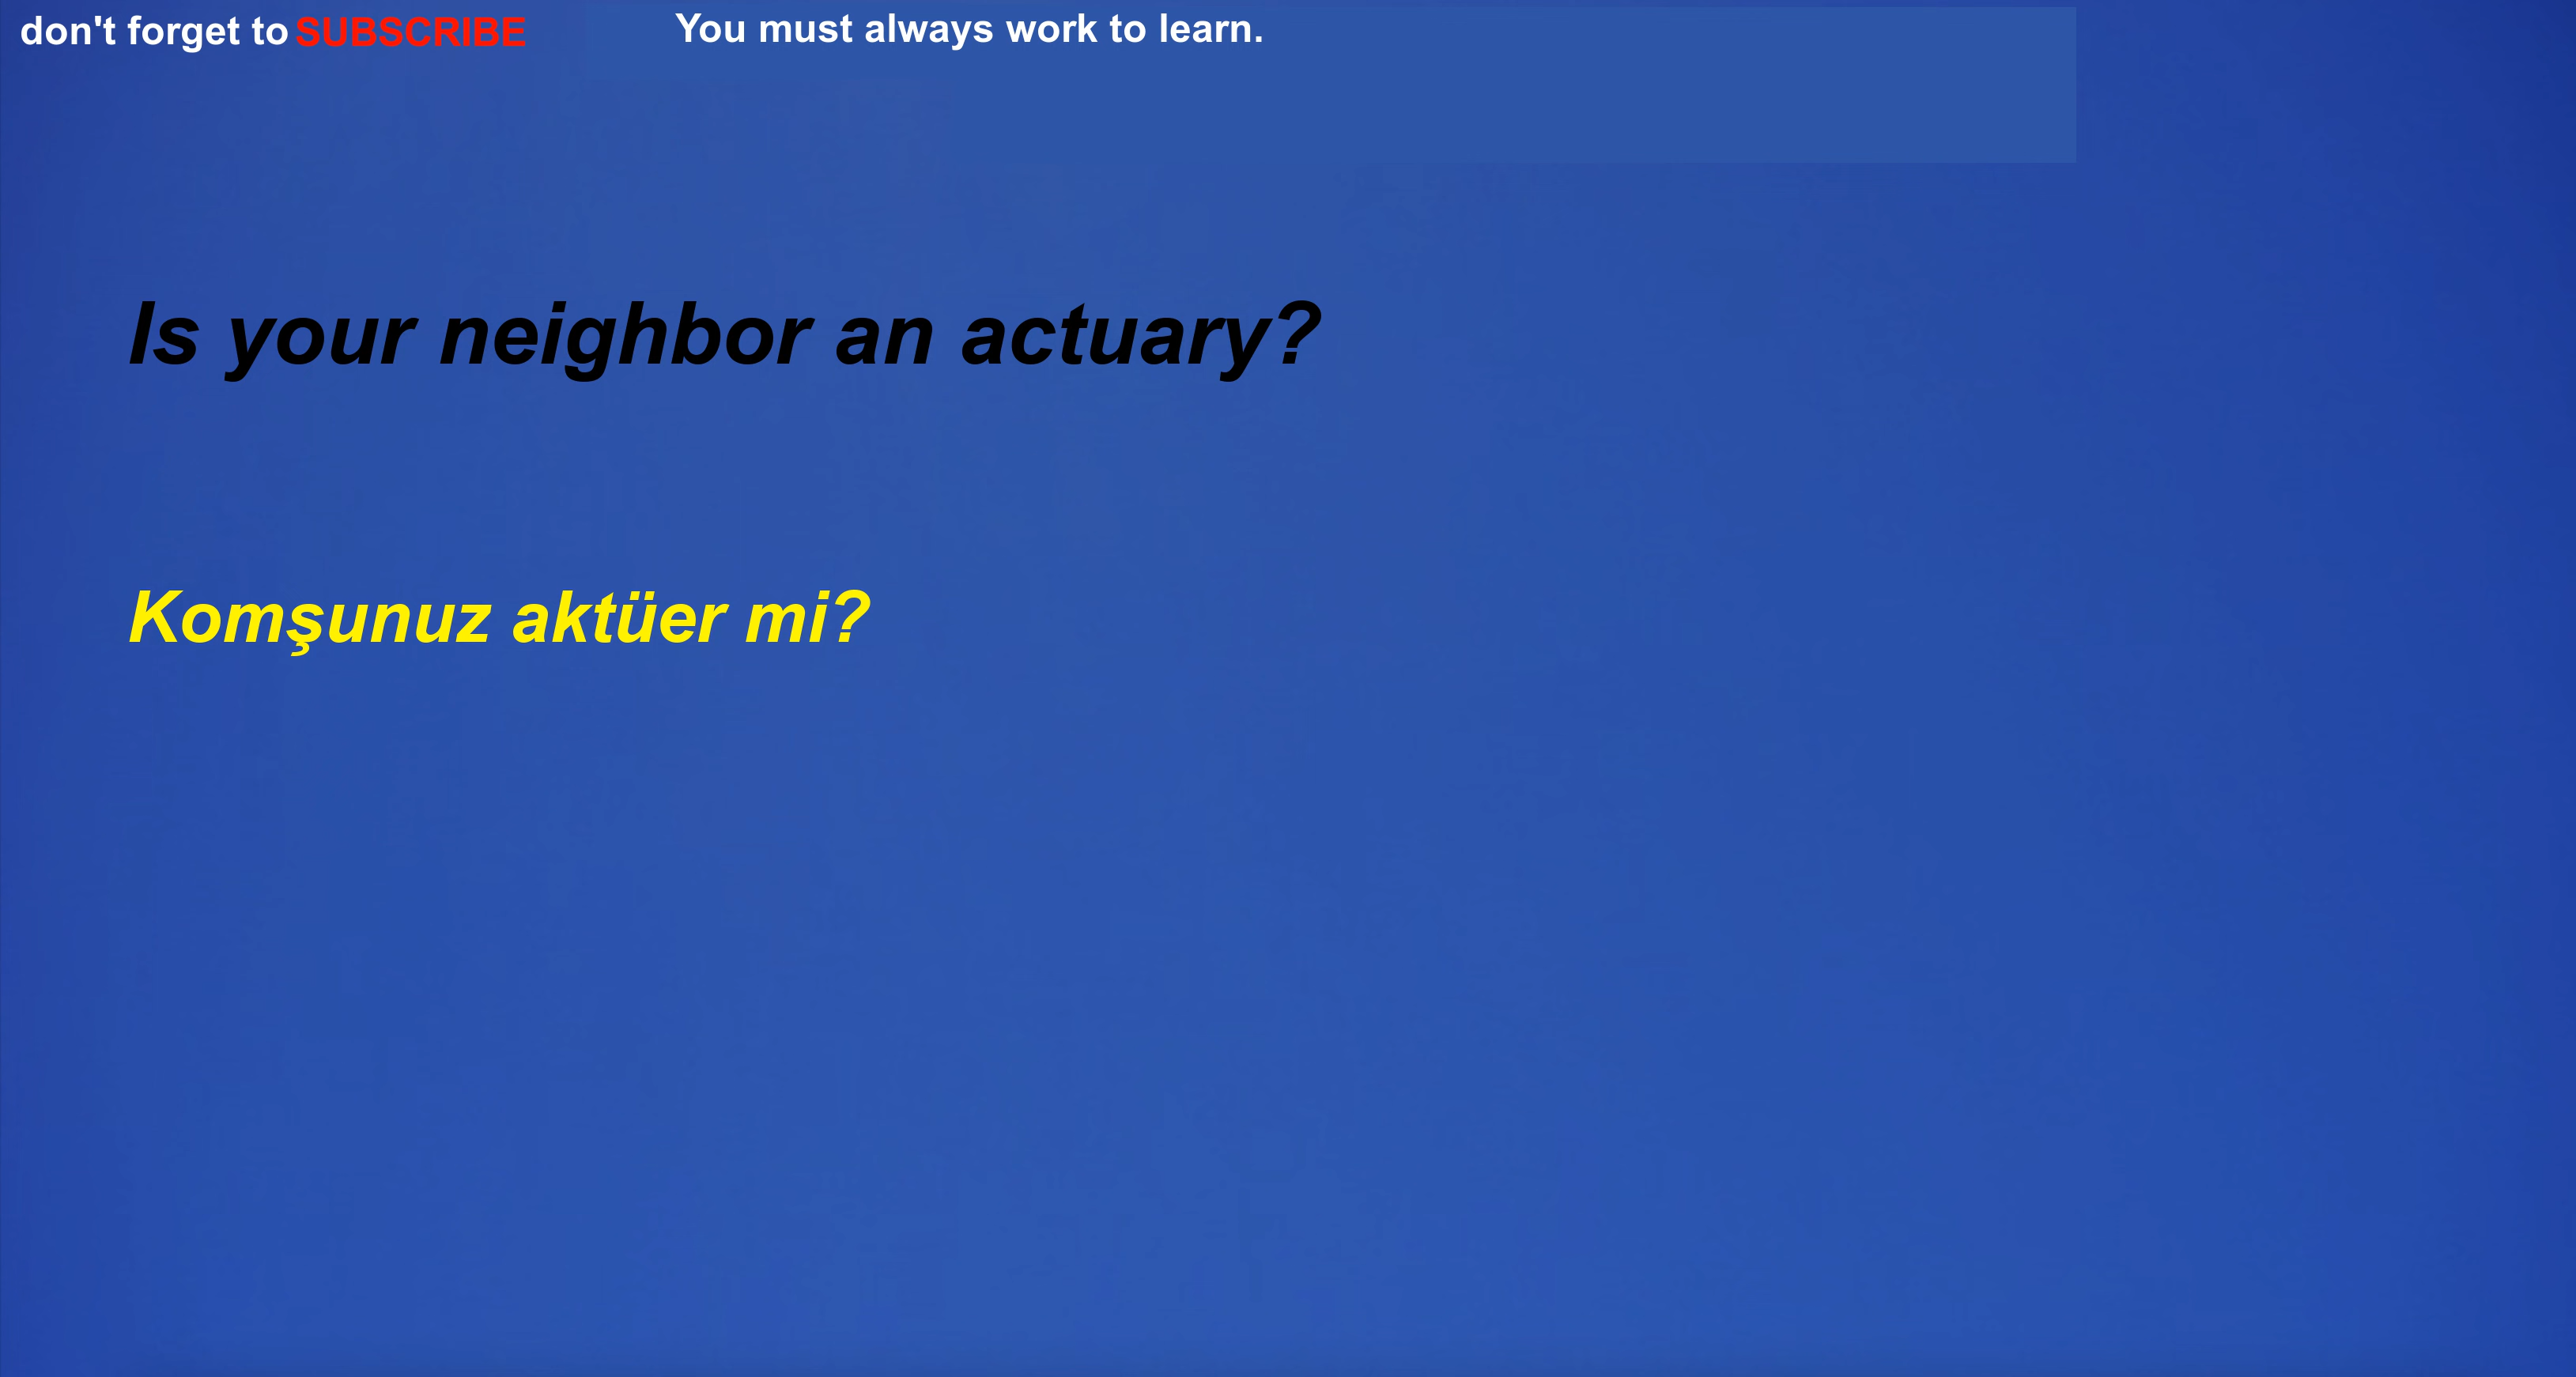 don't forget to SUBSCRIBE
You must always work to learn.
Is your neighbor an actuary?
Komşunuz aktüer mi?